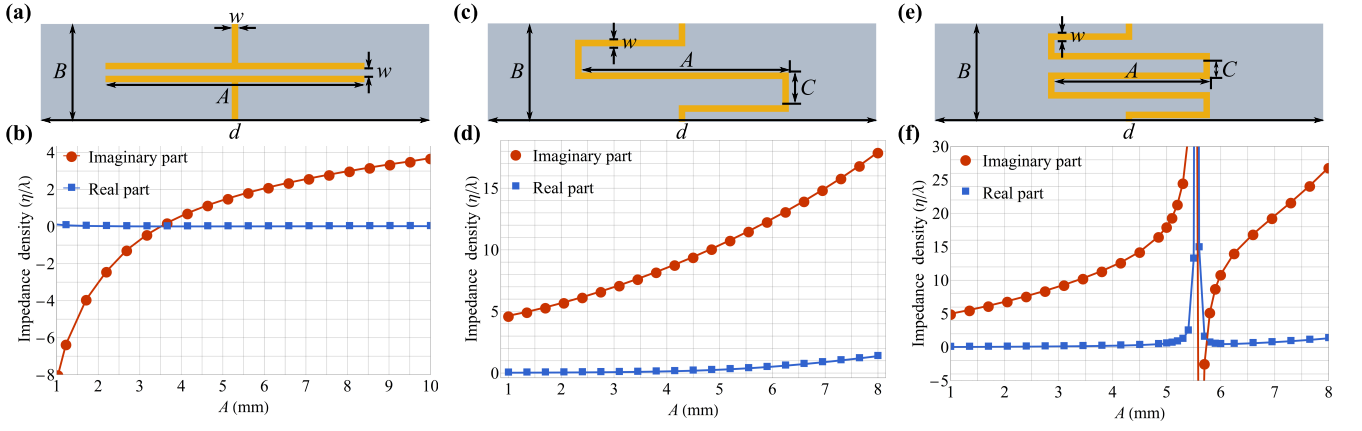 (a)
w
B
w
A
d
(b)
Impedance density (η/λ)
Imaginary part
Real part
4
2
0
−2
−4
−6
−8
1 2 3 4 5 6 7 8 9 10
A (mm)
(c)
w
B
A
C
d
(d)
Impedance density (η/λ)
Imaginary part
Real part
15
10
5
0
1 2 3 4 5 6 7 8
A (mm)
(e)
w
B
A
C
d
(f)
Impedance density (η/λ)
Imaginary part
Real part
30
25
20
15
10
5
0
−5
1 2 3 4 5 6 7 8
A (mm)